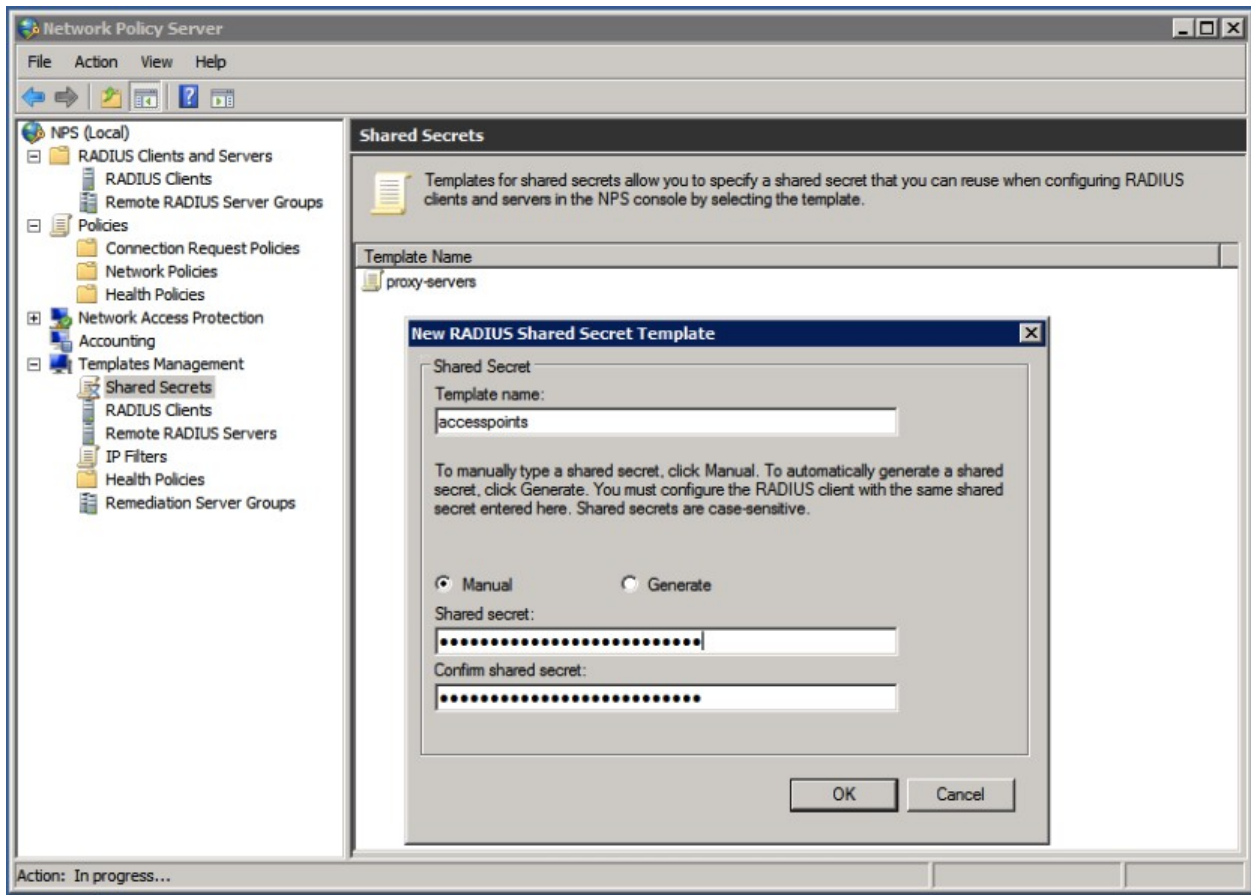 Network Policy Server
File Action View Help
NPS (Local)
RADIUS Clients and Servers
RADIUS Clients
Remote RADIUS Server Groups
Policies
Connection Request Policies
Network Policies
Health Policies
Network Access Protection
Accounting
Templates Management
Shared Secrets
RADIUS Clients
Remote RADIUS Servers
IP Filters
Health Policies
Remediation Server Groups
Shared Secrets
Templates for shared secrets allow you to specify a shared secret that you can reuse when configuring RADIUS
clients and servers in the NPS console by selecting the template.
Template Name
proxy-servers
New RADIUS Shared Secret Template
Shared Secret
Template name:
accesspoints
To manually type a shared secret, click Manual. To automatically generate a shared
secret, click Generate. You must configure the RADIUS client with the same shared
secret entered here. Shared secrets are case-sensitive.
Manual Generate
Shared secret:
Confirm shared secret:
OK Cancel
Action: In progress...